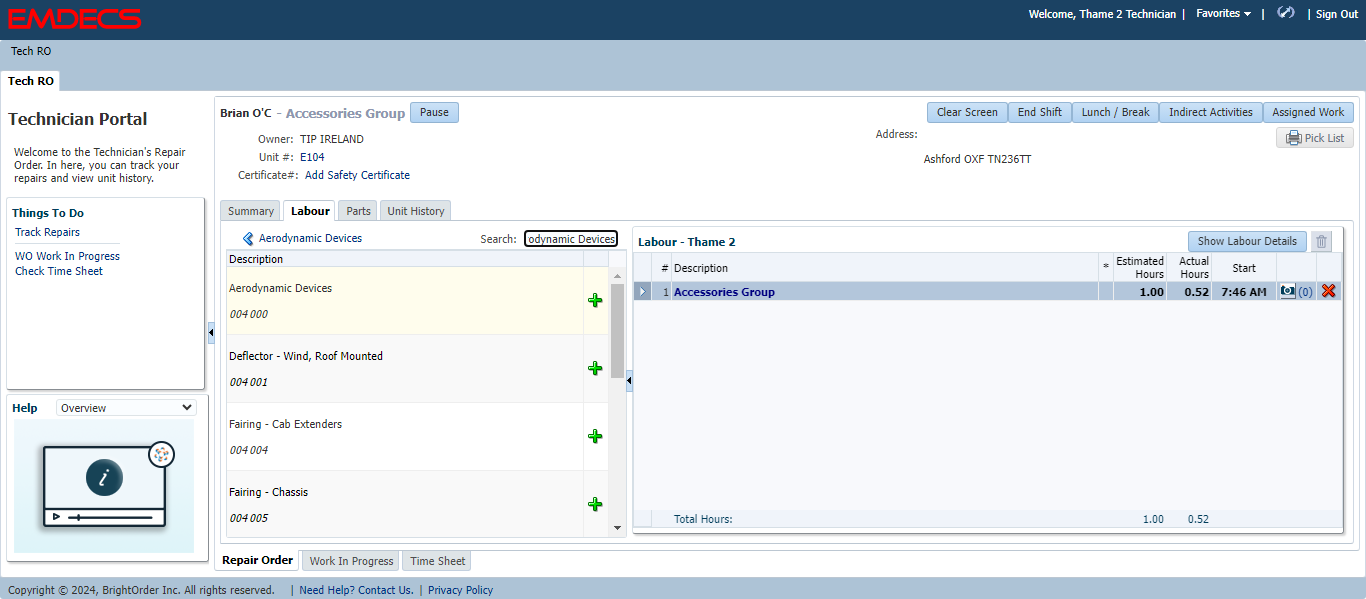 EMDECS
Welcome, Thame 2 Technician | Favorites | | Sign Out
Tech RO
Tech RO
Technician Portal
Welcome to the Technician's Repair
Order. In here, you can track your
repairs and view unit history.
Things To Do
Track Repairs
WO Work In Progress
Check Time Sheet
Help Overview
i
Brian O'C - Accessories Group Pause
Clear Screen End Shift Lunch / Break Indirect Activities Assigned Work
Owner: TIP IRELAND
Unit #: E104
Certificate#: Add Safety Certificate
Address:
Pick List
Ashford OXF TN236TT
Summary Labour Parts Unit History
Aerodynamic Devices Search: odynamic Devices
Description
Aerodynamic Devices
004 000
Deflector - Wind, Roof Mounted
004 001
Fairing - Cab Extenders
004 004
Fairing - Chassis
004 005
Labour - Thame 2 Show Labour Details
# Description * Estimated Hours Actual Hours Start
1 Accessories Group 1.00 0.52 7:46 AM (0)
Total Hours: 1.00 0.52
Repair Order Work In Progress Time Sheet
Copyright © 2024, BrightOrder Inc. All rights reserved. | Need Help? Contact Us. | Privacy Policy